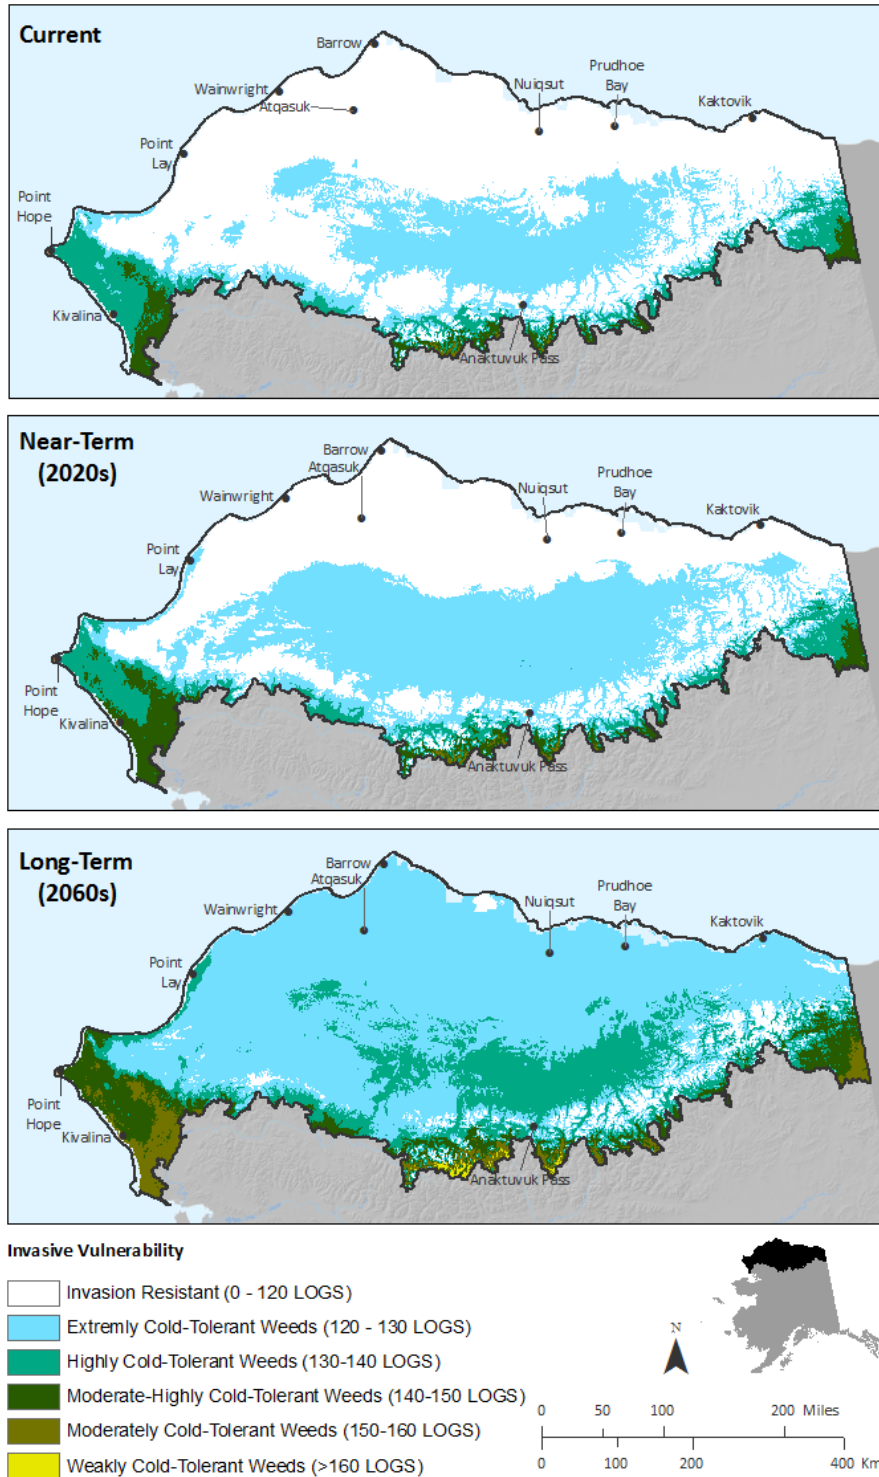 Current
Barrow
Wainwright
Atqasuk
Nuiqsut
Prudhoe
Bay
Kaktovik
Point
Lay
Point
Hope
Kivalina
Anaktuvuk Pass
Near-Term
(2020s)
Barrow
Atqasuk
Wainwright
Nuiqsut
Prudhoe
Bay
Kaktovik
Point
Lay
Point
Hope
Kivalina
Anaktuvuk Pass
Long-Term
(2060s)
Barrow
Atqasuk
Wainwright
Nuiqsut
Prudhoe
Bay
Kaktovik
Point
Lay
Point
Hope
Kivalina
Anaktuvuk Pass
Invasive Vulnerability
Invasion Resistant (0 - 120 LOGS)
Extremly Cold-Tolerant Weeds (120 - 130 LOGS)
Highly Cold-Tolerant Weeds (130-140 LOGS)
Moderate-Highly Cold-Tolerant Weeds (140-150 LOGS)
Moderately Cold-Tolerant Weeds (150-160 LOGS)
Weakly Cold-Tolerant Weeds (>160 LOGS)
N
0 50 100 200 Miles
0 100 200 400 Km